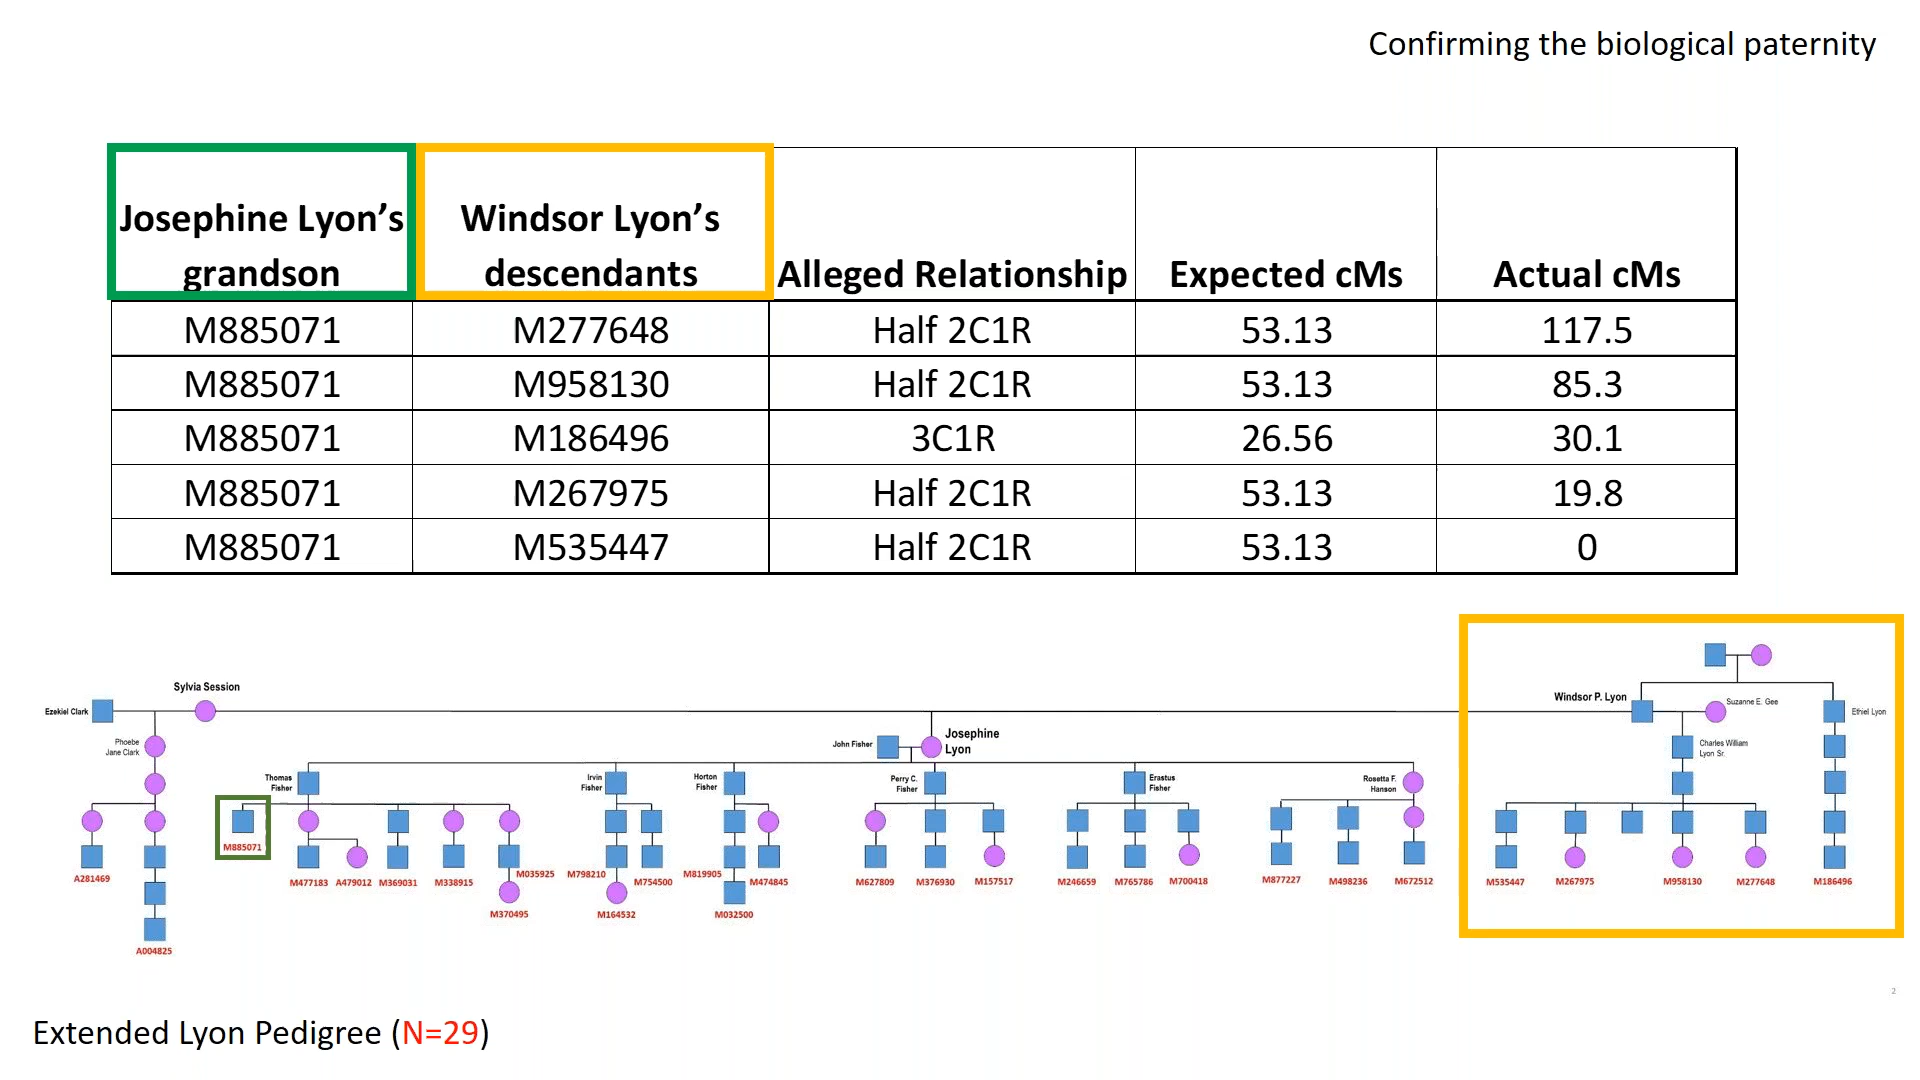 Confirming the biological paternity
Josephine Lyon’s grandson | Windsor Lyon’s descendants | Alleged Relationship | Expected cMs | Actual cMs
M885071 | M277648 | Half 2C1R | 53.13 | 117.5
M885071 | M958130 | Half 2C1R | 53.13 | 85.3
M885071 | M186496 | 3C1R | 26.56 | 30.1
M885071 | M267975 | Half 2C1R | 53.13 | 19.8
M885071 | M535447 | Half 2C1R | 53.13 | 0
Sylvia Session
Ezekiel Clark
Windsor P. Lyon
Suzanne E. Gee
Ethiel Lyon
Phoebe
Jane Clark
John Fisher
Josephine
Lyon
Charles William
Lyon Sr.
Thomas
Fisher
Irvin
Fisher
Horton
Fisher
Perry C.
Fisher
Erastus
Fisher
Rosetta F.
Hanson
M885071
A281469
M477183
A479012
M369031
M338915
M035925
M798210
M754500
M819905
M474845
M627809
M376930
M157517
M246659
M765786
M700418
M877227
M498236
M672512
M535447
M267975
M958130
M277648
M186496
M370495
M164532
M032500
A004825
2
Extended Lyon Pedigree (N=29)